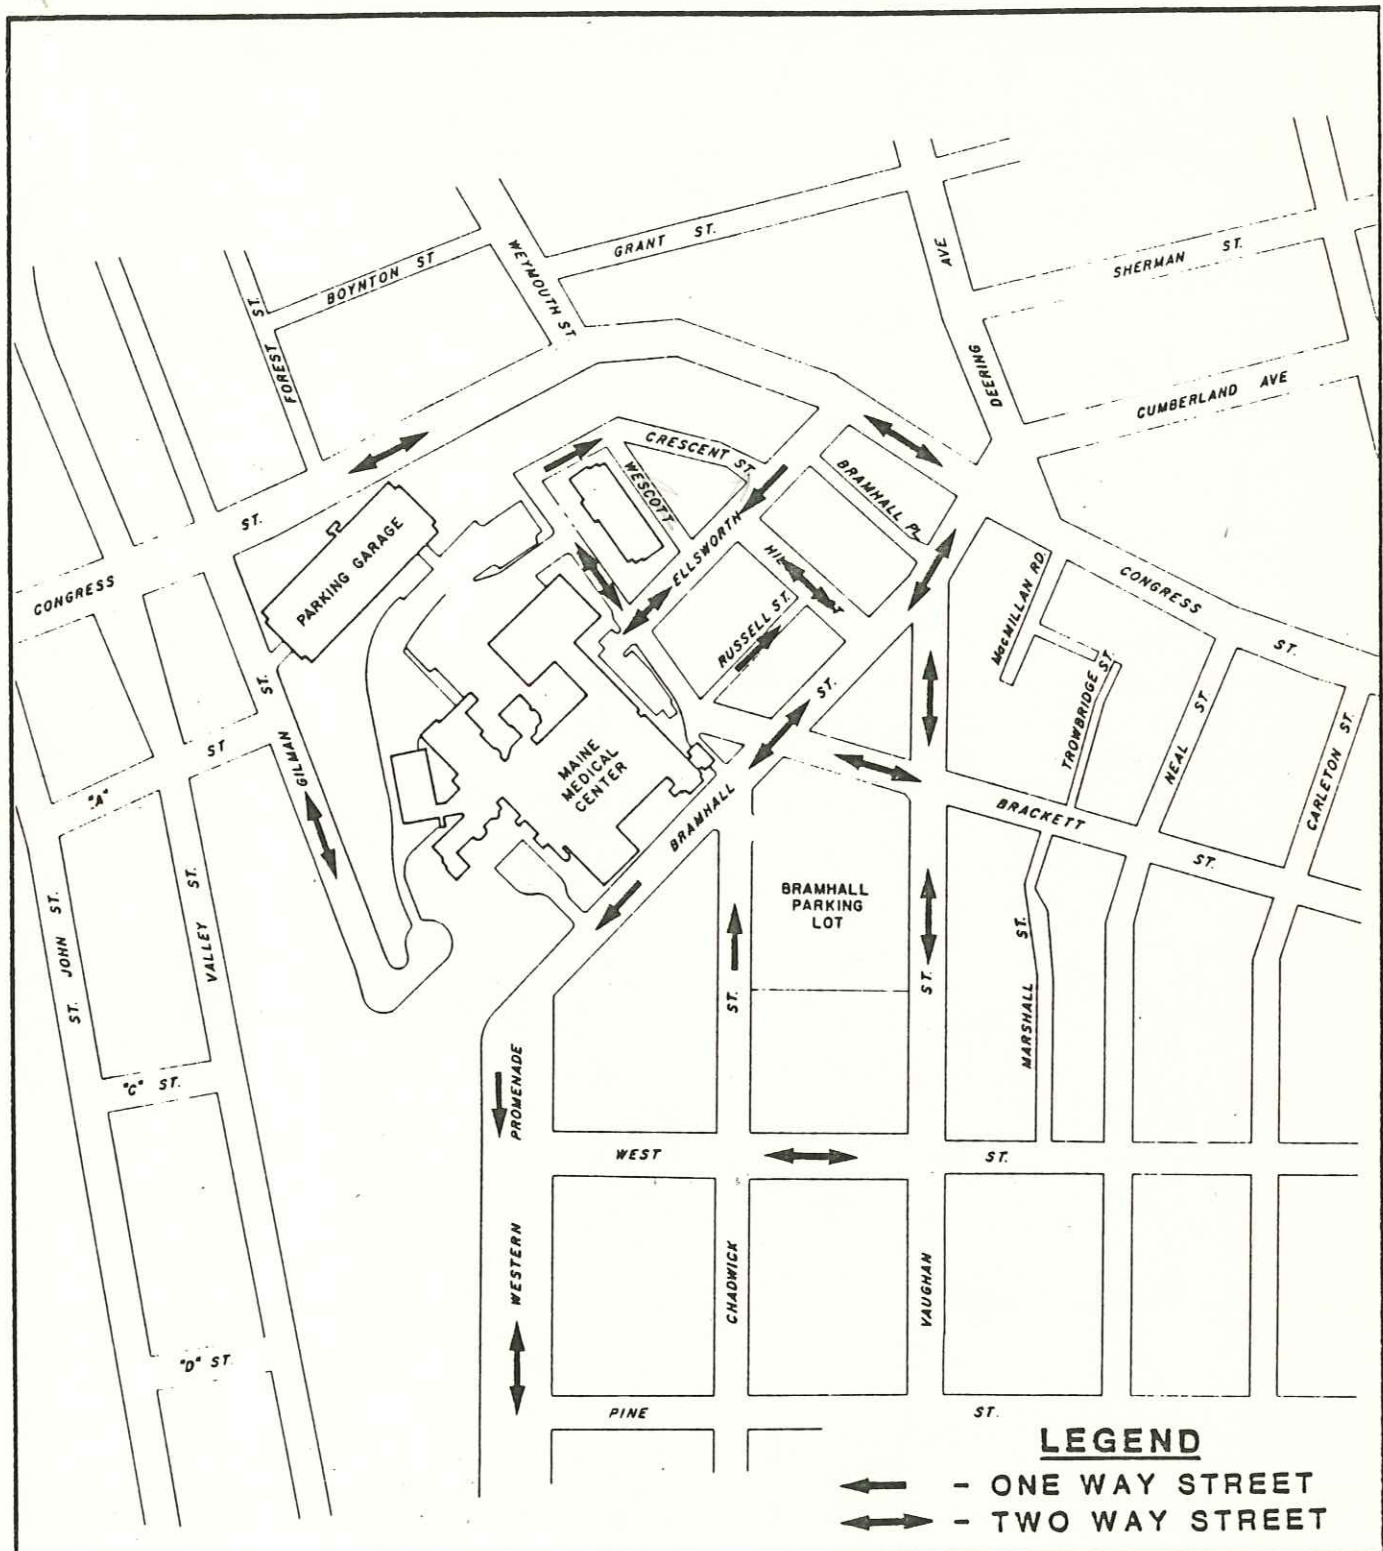 GRANT ST.
WEYMOUTH ST.
BOYNTON ST
FOREST ST.
DEERING AVE
SHERMAN ST.
CUMBERLAND AVE
CRESCENT ST.
WESCOTT
BRAMHALL PL
ELLSWORTH
RUSSELL ST.
PARKING GARAGE
CONGRESS ST.
MacMILLAN RD.
CONGRESS ST.
TROWBRIDGE ST.
NEAL ST.
CARLETON ST.
GILMAN ST.
"A" ST
MAINE
MEDICAL
CENTER
BRAMHALL ST.
BRACKETT ST.
BRAMHALL
PARKING
LOT
ST. JOHN ST.
VALLEY ST.
MARSHALL ST.
"C" ST.
WESTERN PROMENADE
WEST ST.
CHADWICK ST.
VAUGHAN ST.
"D" ST.
PINE ST.
LEGEND
- ONE WAY STREET
- TWO WAY STREET